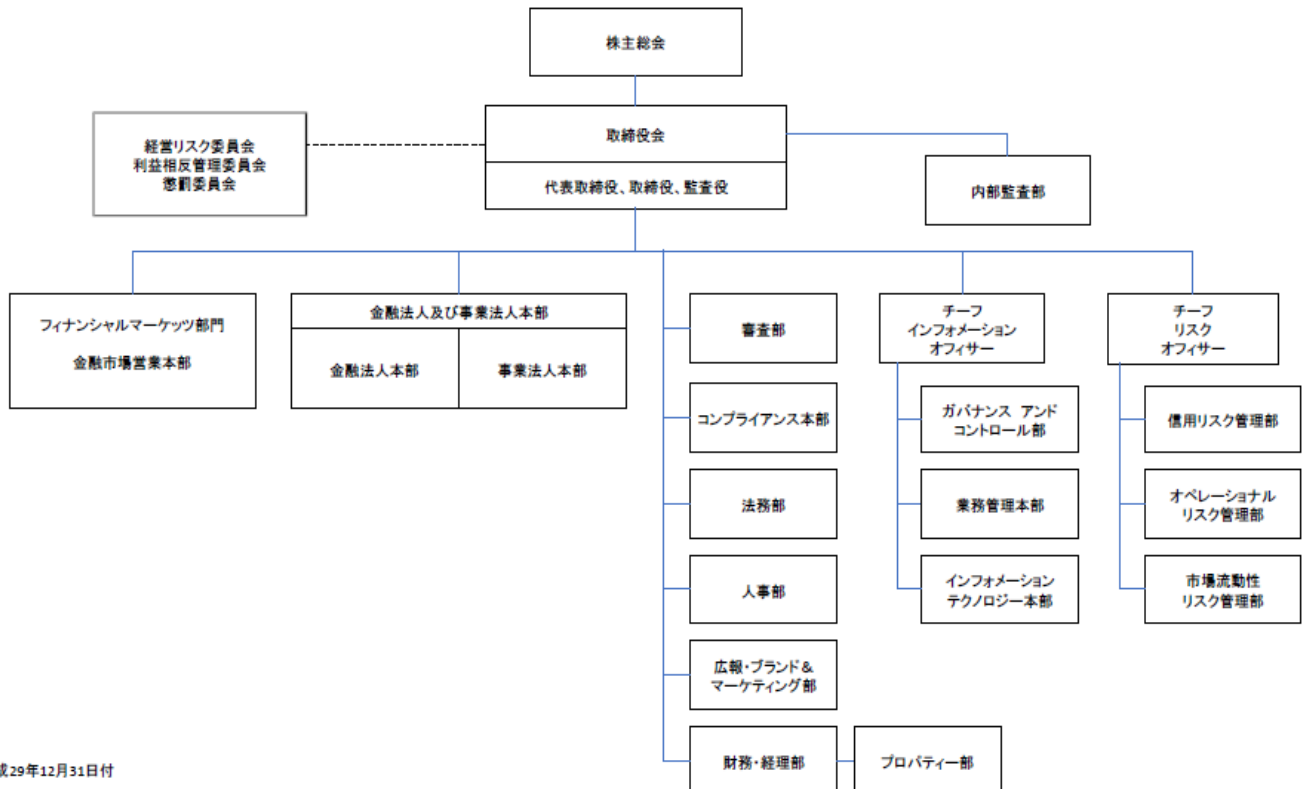 株主総会
取締役会
代表取締役、取締役、監査役
経営リスク委員会
利益相反管理委員会
懲罰委員会
内部監査部
フィナンシャルマーケッツ部門
金融市場営業本部
金融法人及び事業法人本部
金融法人本部
事業法人本部
審査部
コンプライアンス本部
法務部
人事部
広報・ブランド＆
マーケティング部
財務・経理部
プロパティー部
チーフ
インフォメーション
オフィサー
ガバナンス アンド
コントロール部
業務管理本部
インフォメーション
テクノロジー本部
チーフ
リスク
オフィサー
信用リスク管理部
オペレーショナル
リスク管理部
市場流動性
リスク管理部
成29年12月31日付